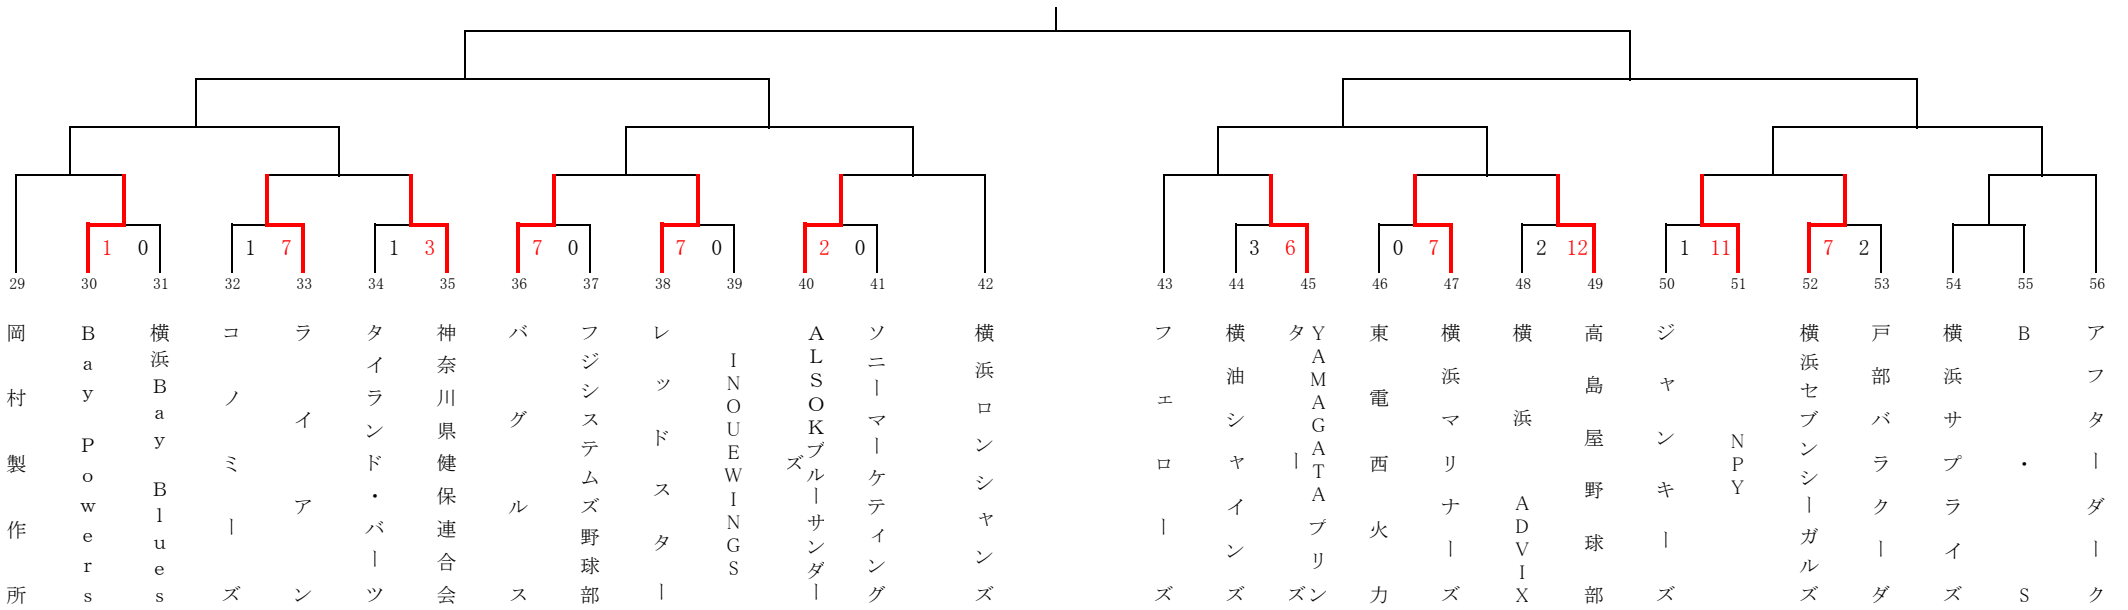 1 0 1 7 1 3 7 0 7 0 2 0 3 6 0 7 2 12 1 11 7 2
29 30 31 32 33 34 35 36 37 38 39 40 41 42 43 44 45 46 47 48 49 50 51 52 53 54 55 56
岡村製作所
Bay Powers
横浜Bay Blues
コノミーズ
ライアン
タイランド・バーツ
神奈川県健保連合会
バグルス
フジシステムズ野球部
レッドスター
INOUEWINGS
ALSOKブルーサンダー
ズ
ソニーマーケティング
横浜ロンシャンズ
フェローズ
横油シャインズ
YAMAGATAブリン
ターズ
東電西火力
横浜マリナーズ
横浜 ADVIX
高島屋野球部
ジャンキーズ
NPY
横浜セブンシーガルズ
戸部バラクーダ
横浜サプライズ
B・S
アフターダーク